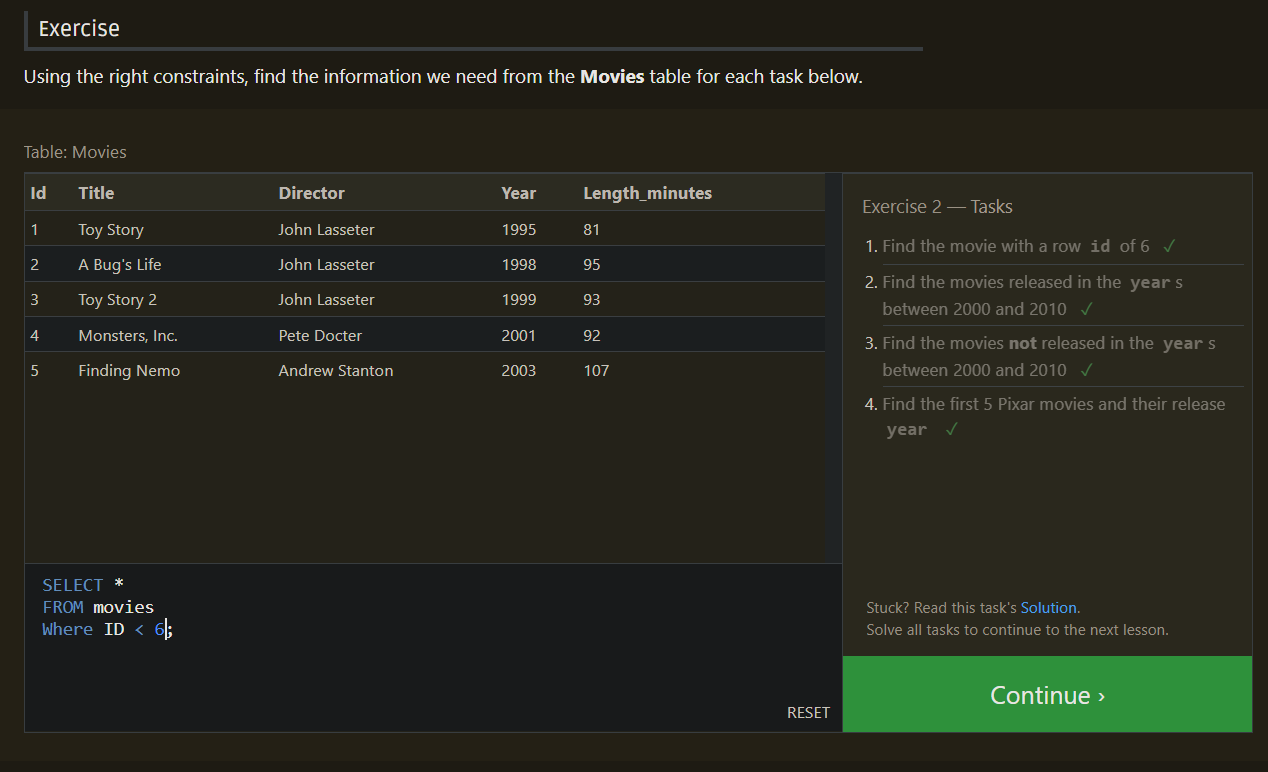 Exercise
Using the right constraints, find the information we need from the Movies table for each task below.
Table: Movies
Id Title Director Year Length_minutes
1 Toy Story John Lasseter 1995 81
2 A Bug's Life John Lasseter 1998 95
3 Toy Story 2 John Lasseter 1999 93
4 Monsters, Inc. Pete Docter 2001 92
5 Finding Nemo Andrew Stanton 2003 107
SELECT *
FROM movies
Where ID < 6;
RESET
Exercise 2 — Tasks
1. Find the movie with a row id of 6 ✓
2. Find the movies released in the year s
between 2000 and 2010 ✓
3. Find the movies not released in the year s
between 2000 and 2010 ✓
4. Find the first 5 Pixar movies and their release
year ✓
Stuck? Read this task's Solution.
Solve all tasks to continue to the next lesson.
Continue ›